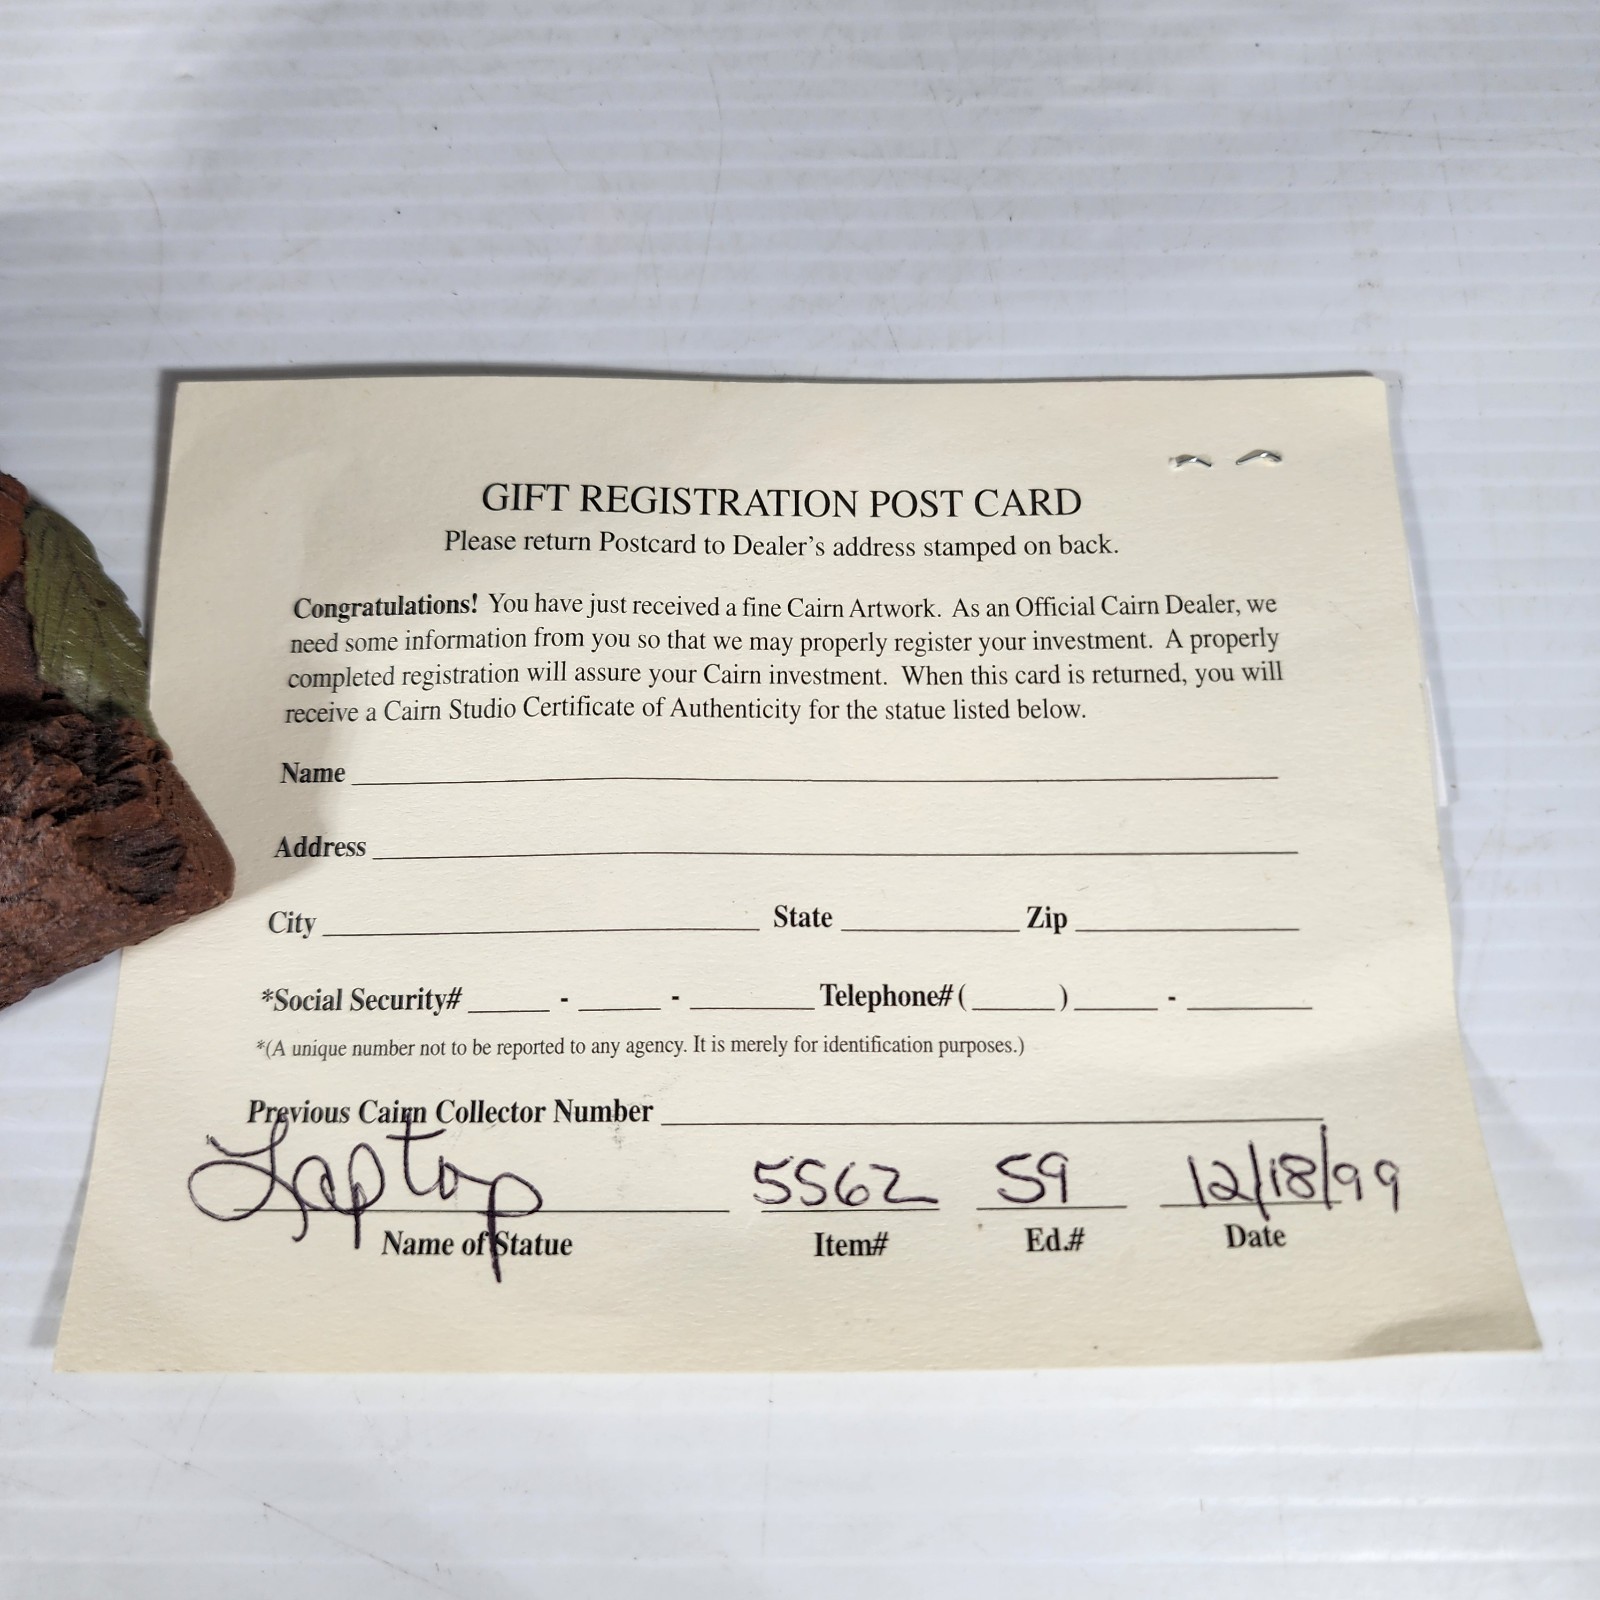 GIFT REGISTRATION POST CARD
Please return Postcard to Dealer's address stamped on back.
Congratulations! You have just received a fine Cairn Artwork. As an Official Cairn Dealer, we
need some information from you so that we may properly register your investment. A properly
completed registration will assure your Cairn investment. When this card is returned, you will
receive a Cairn Studio Certificate of Authenticity for the statue listed below.
Name
Address
City State Zip
*Social Security# - - Telephone# ( ) -
*(A unique number not to be reported to any agency. It is merely for identification purposes.)
Previous Cairn Collector Number
Laptop 5562 59 12/18/99
Name of Statue Item# Ed.# Date